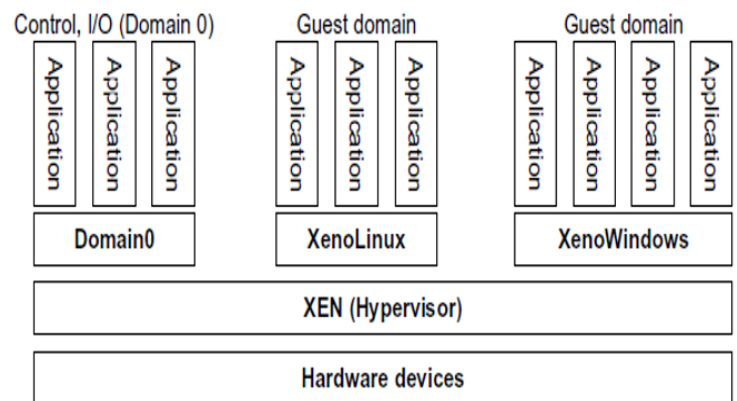 Control, I/O (Domain 0)
Guest domain
Guest domain
Application
Application
Application
Application
Application
Application
Application
Application
Application
Application
Domain0
XenoLinux
XenoWindows
XEN (Hypervisor)
Hardware devices